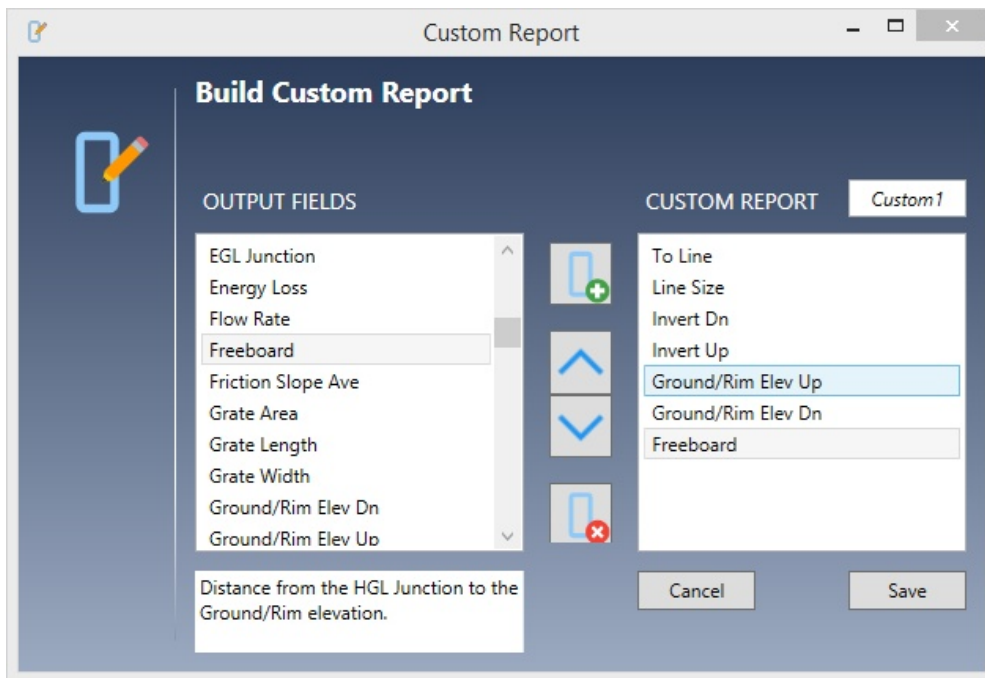 Custom Report
Build Custom Report
OUTPUT FIELDS
EGL Junction
Energy Loss
Flow Rate
Freeboard
Friction Slope Ave
Grate Area
Grate Length
Grate Width
Ground/Rim Elev Dn
Ground/Rim Elev Up
Distance from the HGL Junction to the
Ground/Rim elevation.
CUSTOM REPORT
Custom1
To Line
Line Size
Invert Dn
Invert Up
Ground/Rim Elev Up
Ground/Rim Elev Dn
Freeboard
Cancel
Save